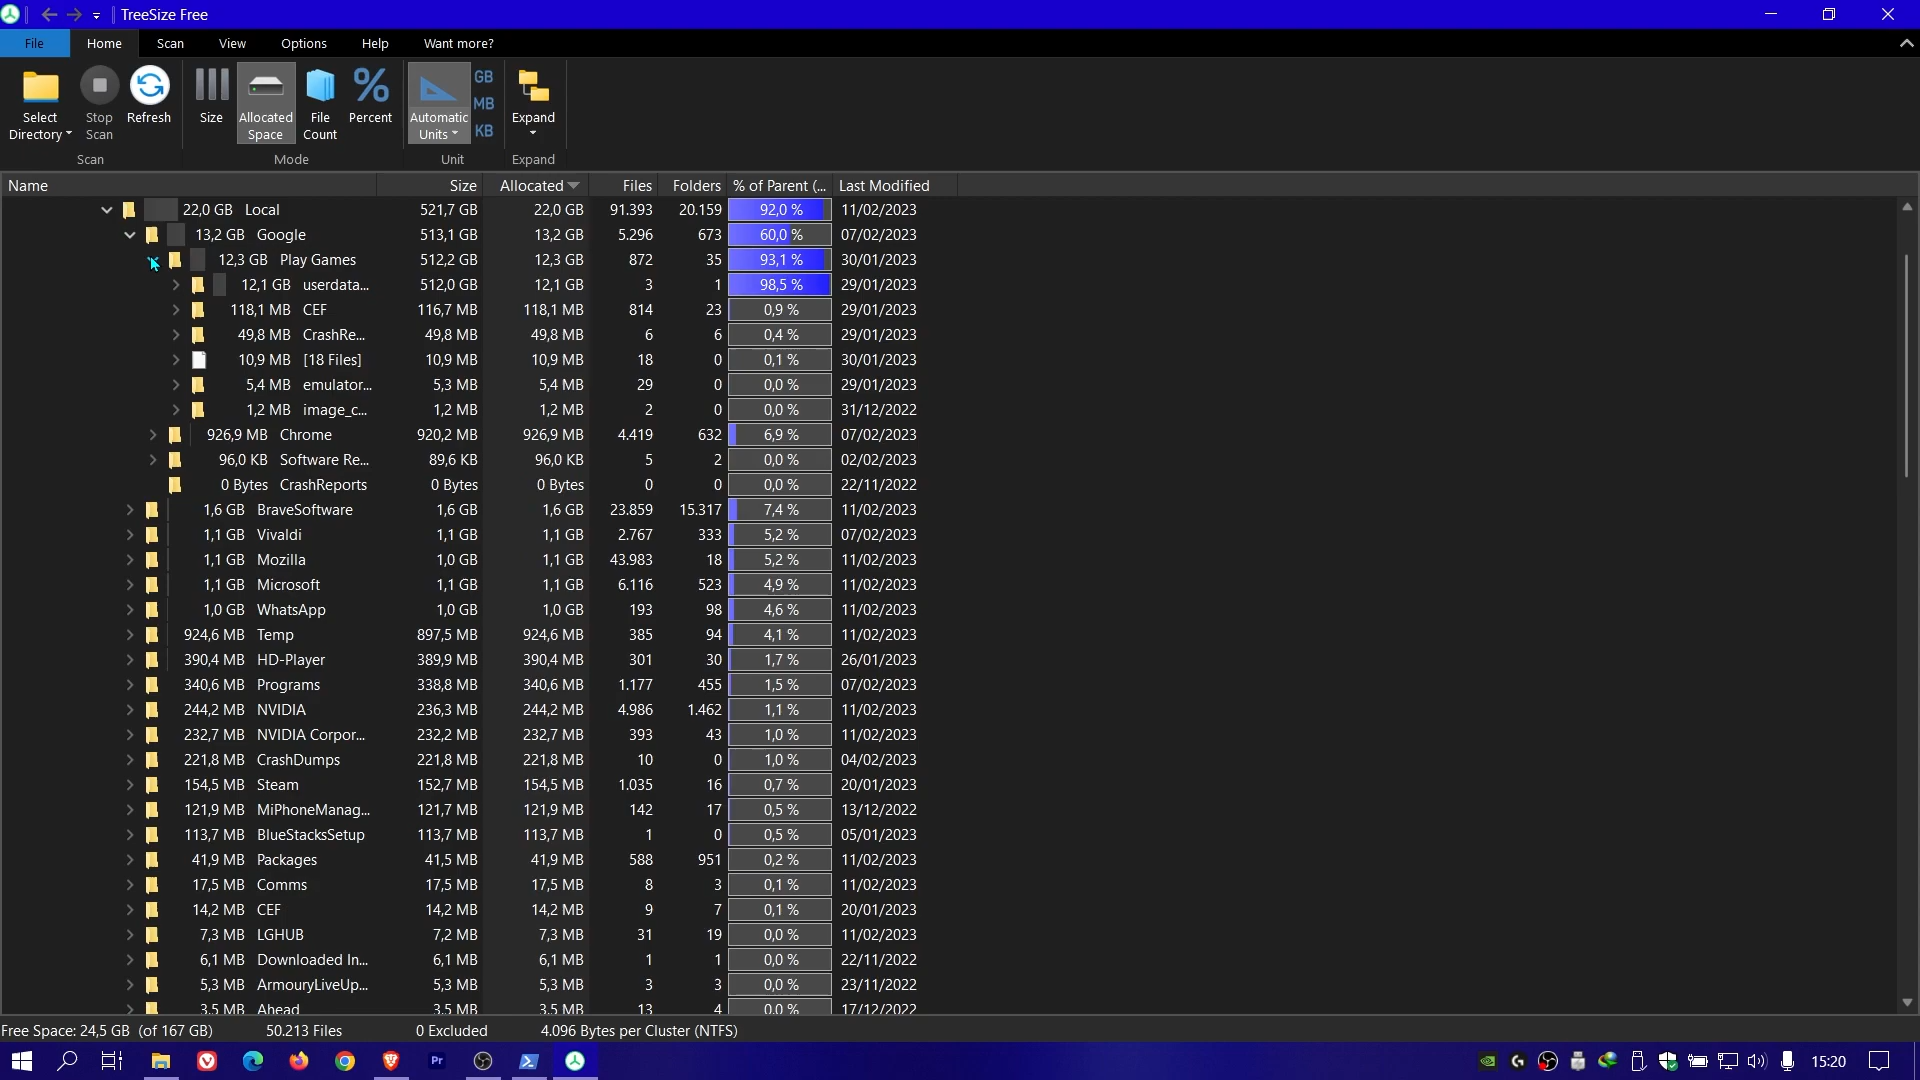 TreeSize Free
File Home Scan View Options Help Want more?
Select Directory
Stop Scan
Refresh
Size
Allocated Space
File Count
Percent
Automatic Units
GB
MB
KB
Expand
Scan Mode Unit Expand
Name Size Allocated Files Folders % of Parent (... Last Modified
22,0 GB Local 521,7 GB 22,0 GB 91.393 20.159 92,0 % 11/02/2023
13,2 GB Google 513,1 GB 13,2 GB 5.296 673 60,0 % 07/02/2023
12,3 GB Play Games 512,2 GB 12,3 GB 872 35 93,1 % 30/01/2023
12,1 GB userdata... 512,0 GB 12,1 GB 3 1 98,5 % 29/01/2023
118,1 MB CEF 116,7 MB 118,1 MB 814 23 0,9 % 29/01/2023
49,8 MB CrashRe... 49,8 MB 49,8 MB 6 6 0,4 % 29/01/2023
10,9 MB [18 Files] 10,9 MB 10,9 MB 18 0 0,1 % 30/01/2023
5,4 MB emulator... 5,3 MB 5,4 MB 29 0 0,0 % 29/01/2023
1,2 MB image_c... 1,2 MB 1,2 MB 2 0 0,0 % 31/12/2022
926,9 MB Chrome 920,2 MB 926,9 MB 4.419 632 6,9 % 07/02/2023
96,0 KB Software Re... 89,6 KB 96,0 KB 5 2 0,0 % 02/02/2023
0 Bytes CrashReports 0 Bytes 0 Bytes 0 0 0,0 % 22/11/2022
1,6 GB BraveSoftware 1,6 GB 1,6 GB 23.859 15.317 7,4 % 11/02/2023
1,1 GB Vivaldi 1,1 GB 1,1 GB 2.767 333 5,2 % 07/02/2023
1,1 GB Mozilla 1,0 GB 1,1 GB 43.983 18 5,2 % 11/02/2023
1,1 GB Microsoft 1,1 GB 1,1 GB 6.116 523 4,9 % 11/02/2023
1,0 GB WhatsApp 1,0 GB 1,0 GB 193 98 4,6 % 11/02/2023
924,6 MB Temp 897,5 MB 924,6 MB 385 94 4,1 % 11/02/2023
390,4 MB HD-Player 389,9 MB 390,4 MB 301 30 1,7 % 26/01/2023
340,6 MB Programs 338,8 MB 340,6 MB 1.177 455 1,5 % 07/02/2023
244,2 MB NVIDIA 236,3 MB 244,2 MB 4.986 1.462 1,1 % 11/02/2023
232,7 MB NVIDIA Corpor... 232,2 MB 232,7 MB 393 43 1,0 % 11/02/2023
221,8 MB CrashDumps 221,8 MB 221,8 MB 10 0 1,0 % 04/02/2023
154,5 MB Steam 152,7 MB 154,5 MB 1.035 16 0,7 % 20/01/2023
121,9 MB MiPhoneManag... 121,7 MB 121,9 MB 142 17 0,5 % 13/12/2022
113,7 MB BlueStacksSetup 113,7 MB 113,7 MB 1 0 0,5 % 05/01/2023
41,9 MB Packages 41,5 MB 41,9 MB 588 951 0,2 % 11/02/2023
17,5 MB Comms 17,5 MB 17,5 MB 8 3 0,1 % 11/02/2023
14,2 MB CEF 14,2 MB 14,2 MB 9 7 0,1 % 20/01/2023
7,3 MB LGHUB 7,2 MB 7,3 MB 31 19 0,0 % 11/02/2023
6,1 MB Downloaded In... 6,1 MB 6,1 MB 1 1 0,0 % 22/11/2022
5,3 MB ArmouryLiveUp... 5,3 MB 5,3 MB 3 3 0,0 % 23/11/2022
3,5 MB Ahead 3,5 MB 3,5 MB 13 4 0,0 % 17/12/2022
Free Space: 24,5 GB (of 167 GB) 50.213 Files 0 Excluded 4.096 Bytes per Cluster (NTFS)
Pr 15:20